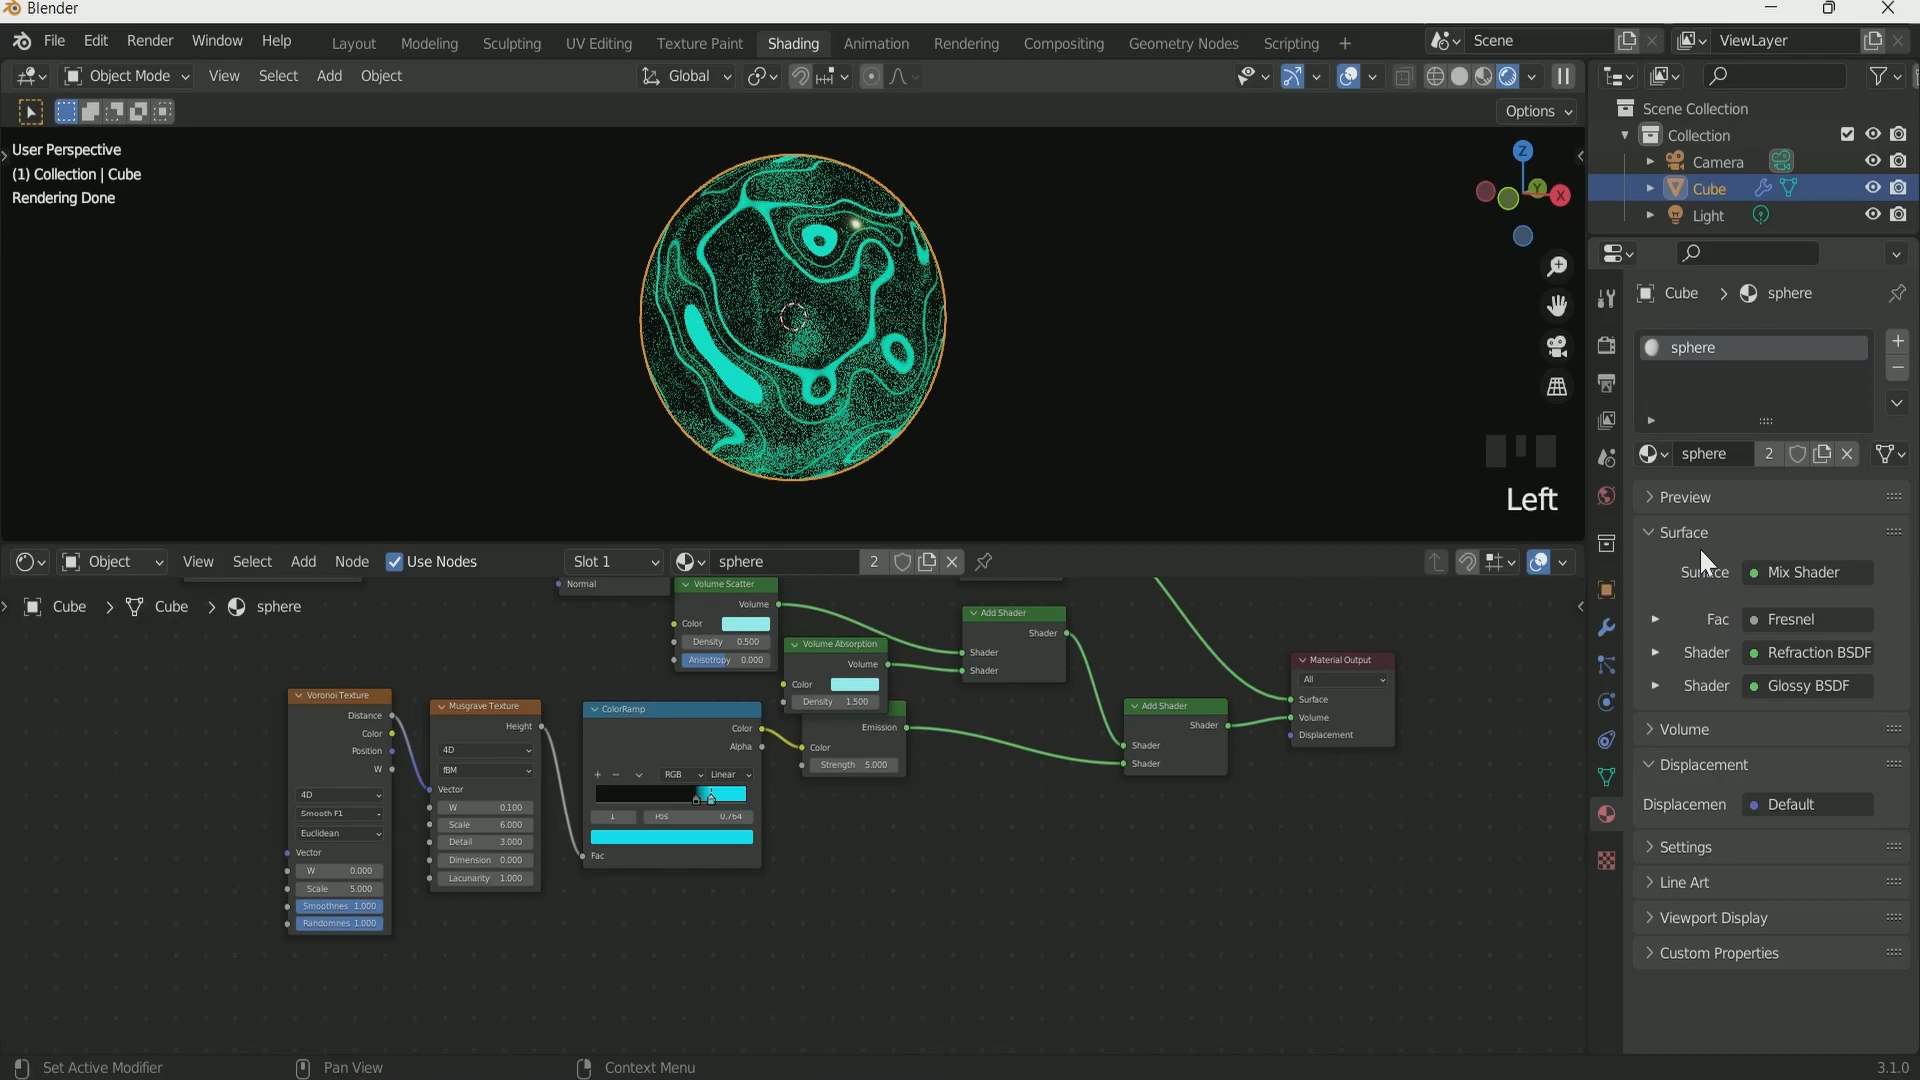 Blender
File Edit Render Window Help Layout Modeling Sculpting UV Editing Texture Paint Shading Animation Rendering Compositing Geometry Nodes Scripting + Scene ViewLayer
Object Mode View Select Add Object Global
Options
User Perspective
(1) Collection | Cube
Rendering Done
Z
Y
X
Left
Scene Collection
Collection
Camera
Cube
Light
Cube > sphere
sphere
sphere 2
Preview
Surface
Surface Mix Shader
Fac Fresnel
Shader Refraction BSDF
Shader Glossy BSDF
Volume
Displacement
Displacemen Default
Settings
Line Art
Viewport Display
Custom Properties
Object View Select Add Node Use Nodes Slot 1 sphere 2
Cube > Cube > sphere
Normal
Volume Scatter
Volume
Color
Density 0.500
Anisotropy 0.000
Volume Absorption
Volume
Color
Density 1.500
Add Shader
Shader
Shader
Shader
Emission
Color
Strength 5.000
Add Shader
Shader
Shader
Shader
Material Output
All
Surface
Volume
Displacement
Voronoi Texture
Distance
Color
Position
W
4D
Smooth F1
Euclidean
Vector
W 0.000
Scale 5.000
Smoothnes 1.000
Randomnes 1.000
Musgrave Texture
Height
4D
fBM
Vector
W 0.100
Scale 6.000
Detail 3.000
Dimension 0.000
Lacunarity 1.000
ColorRamp
Color
Alpha
RGB Linear
1 Pos 0.764
Fac
Set Active Modifier Pan View Context Menu 3.1.0